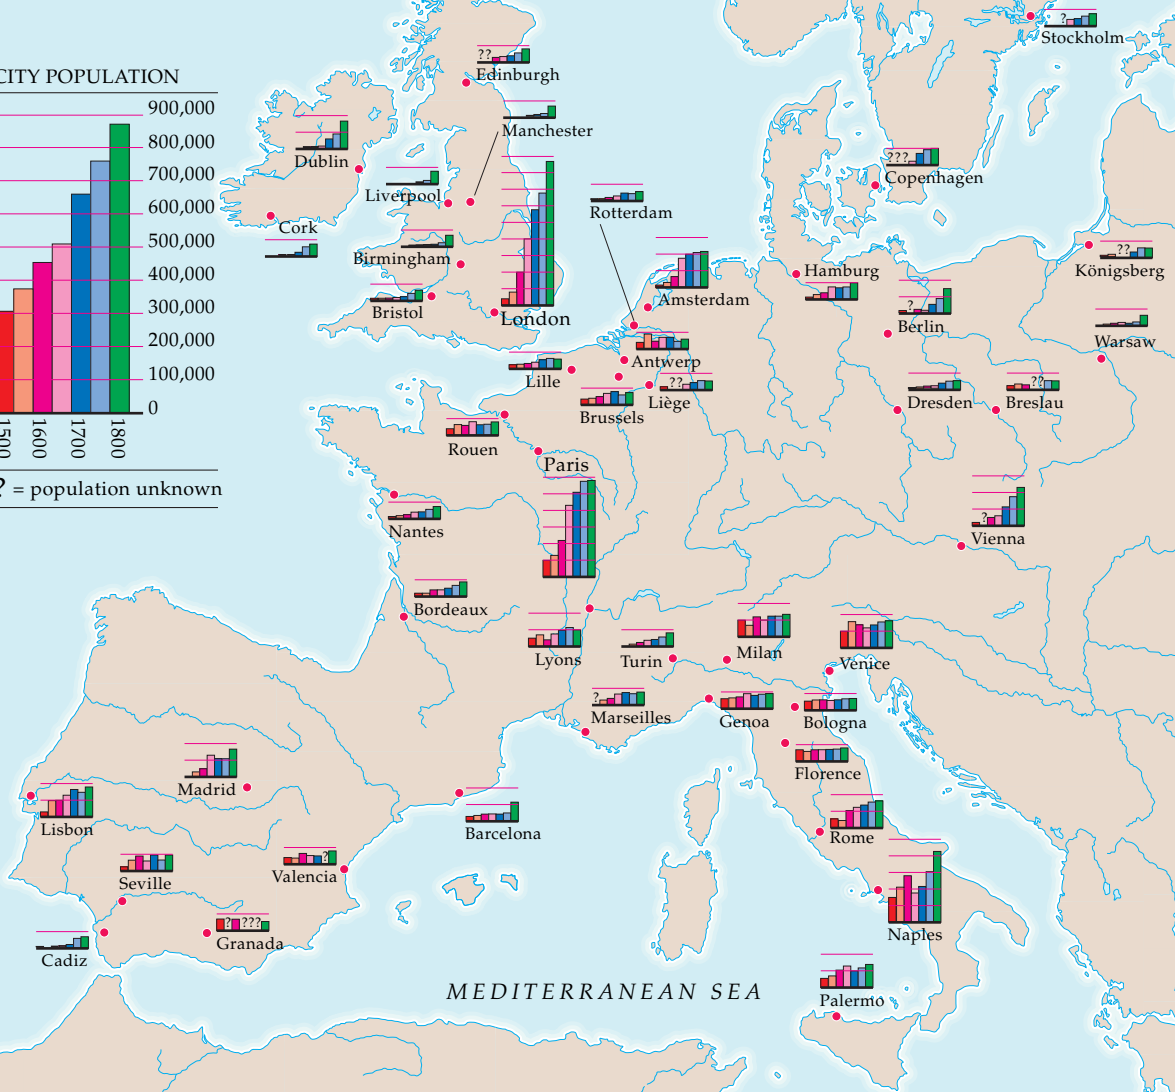 CITY POPULATION
900,000
800,000
700,000
600,000
500,000
400,000
300,000
200,000
100,000
0
1600
1700
1800
? = population unknown
?
Stockholm
??
Edinburgh
Manchester
Dublin
Liverpool
Rotterdam
???
Copenhagen
Cork
Birmingham
Bristol
London
Amsterdam
Hamburg
??
Königsberg
?
Berlin
Warsaw
Antwerp
Lille
Brussels
??
Liège
Dresden
??
Breslau
Rouen
Paris
Nantes
?
Vienna
Bordeaux
Lyons
Turin
Milan
Venice
?
Marseilles
Genoa
Bologna
Florence
Madrid
Lisbon
Barcelona
Rome
Seville
?
Valencia
? ???
Granada
Naples
Cadiz
MEDITERRANEAN SEA
Palermo